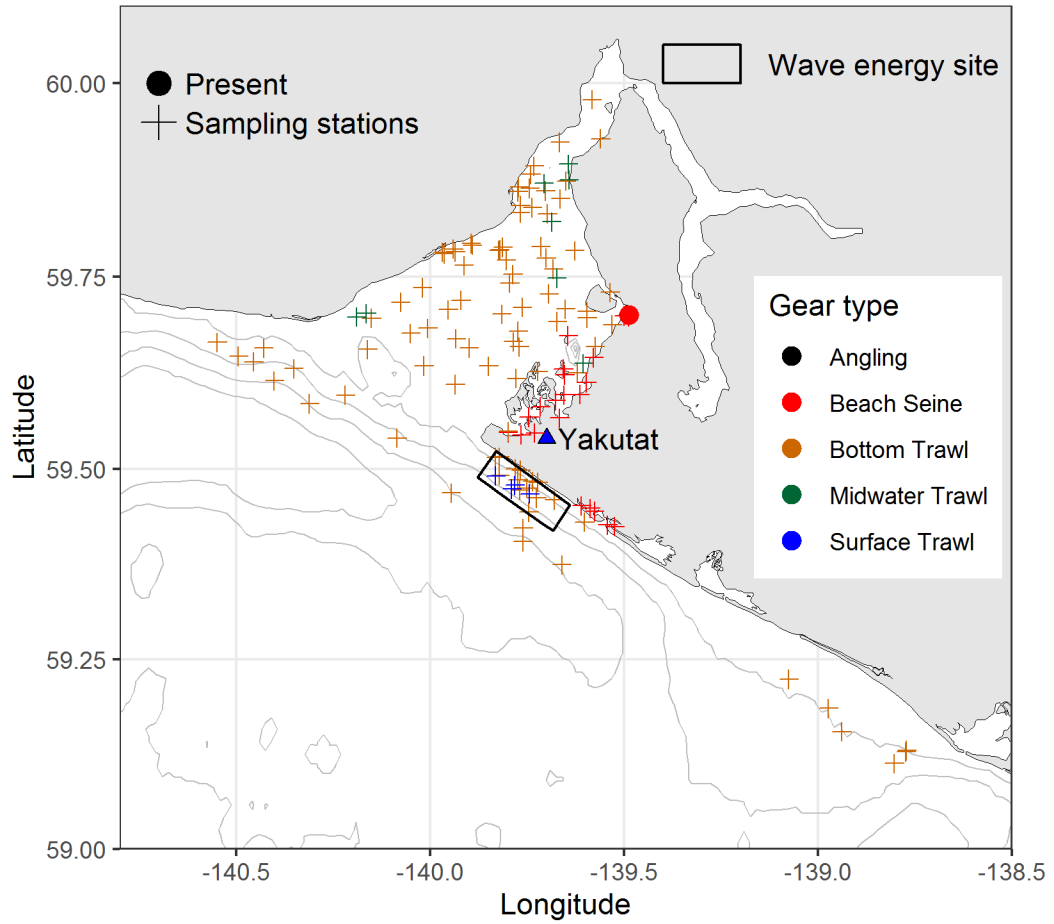 Present
Sampling stations
Wave energy site
60.00
59.75
59.50
59.25
59.00
Latitude
Yakutat
Gear type
Angling
Beach Seine
Bottom Trawl
Midwater Trawl
Surface Trawl
-140.5
-140.0
-139.5
-139.0
-138.5
Longitude